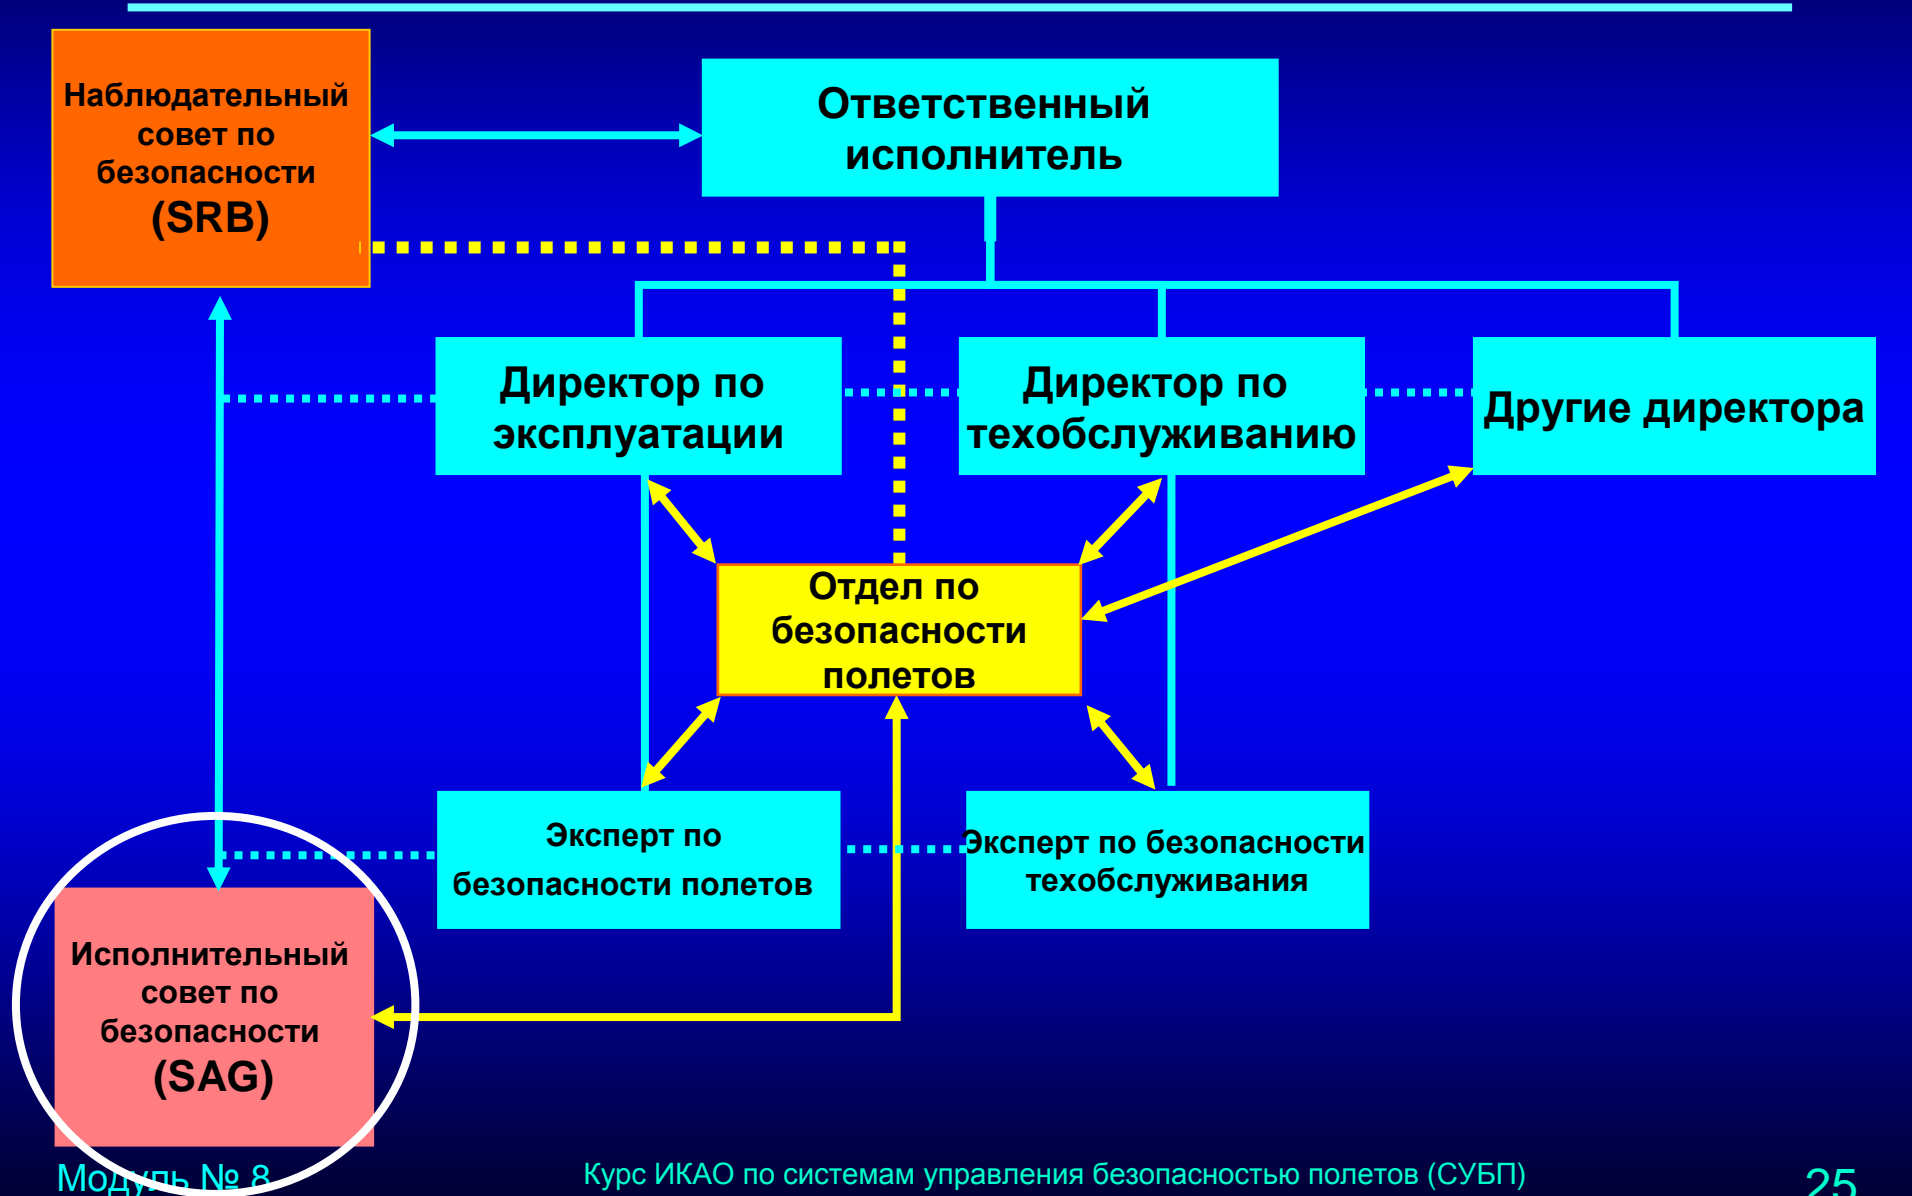 Наблюдательный
совет по
безопасности
(SRB)
Ответственный
исполнитель
Директор по
эксплуатации
Директор по
техобслуживанию
Другие директора
Отдел по
безопасности
полетов
Эксперт по
безопасности полетов
Эксперт по безопасности
техобслуживания
Исполнительный
совет по
безопасности
(SAG)
Модуль № 8
Курс ИКАО по системам управления безопасностью полетов (СУБП)
25